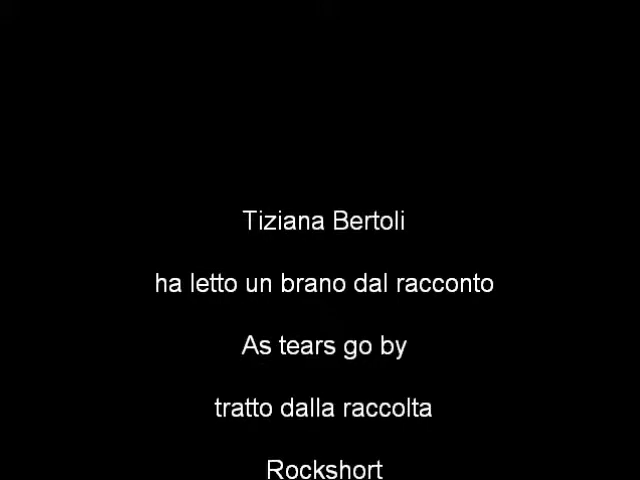 Tiziana Bertoli
ha letto un brano dal racconto
As tears go by
tratto dalla raccolta
Rockshort